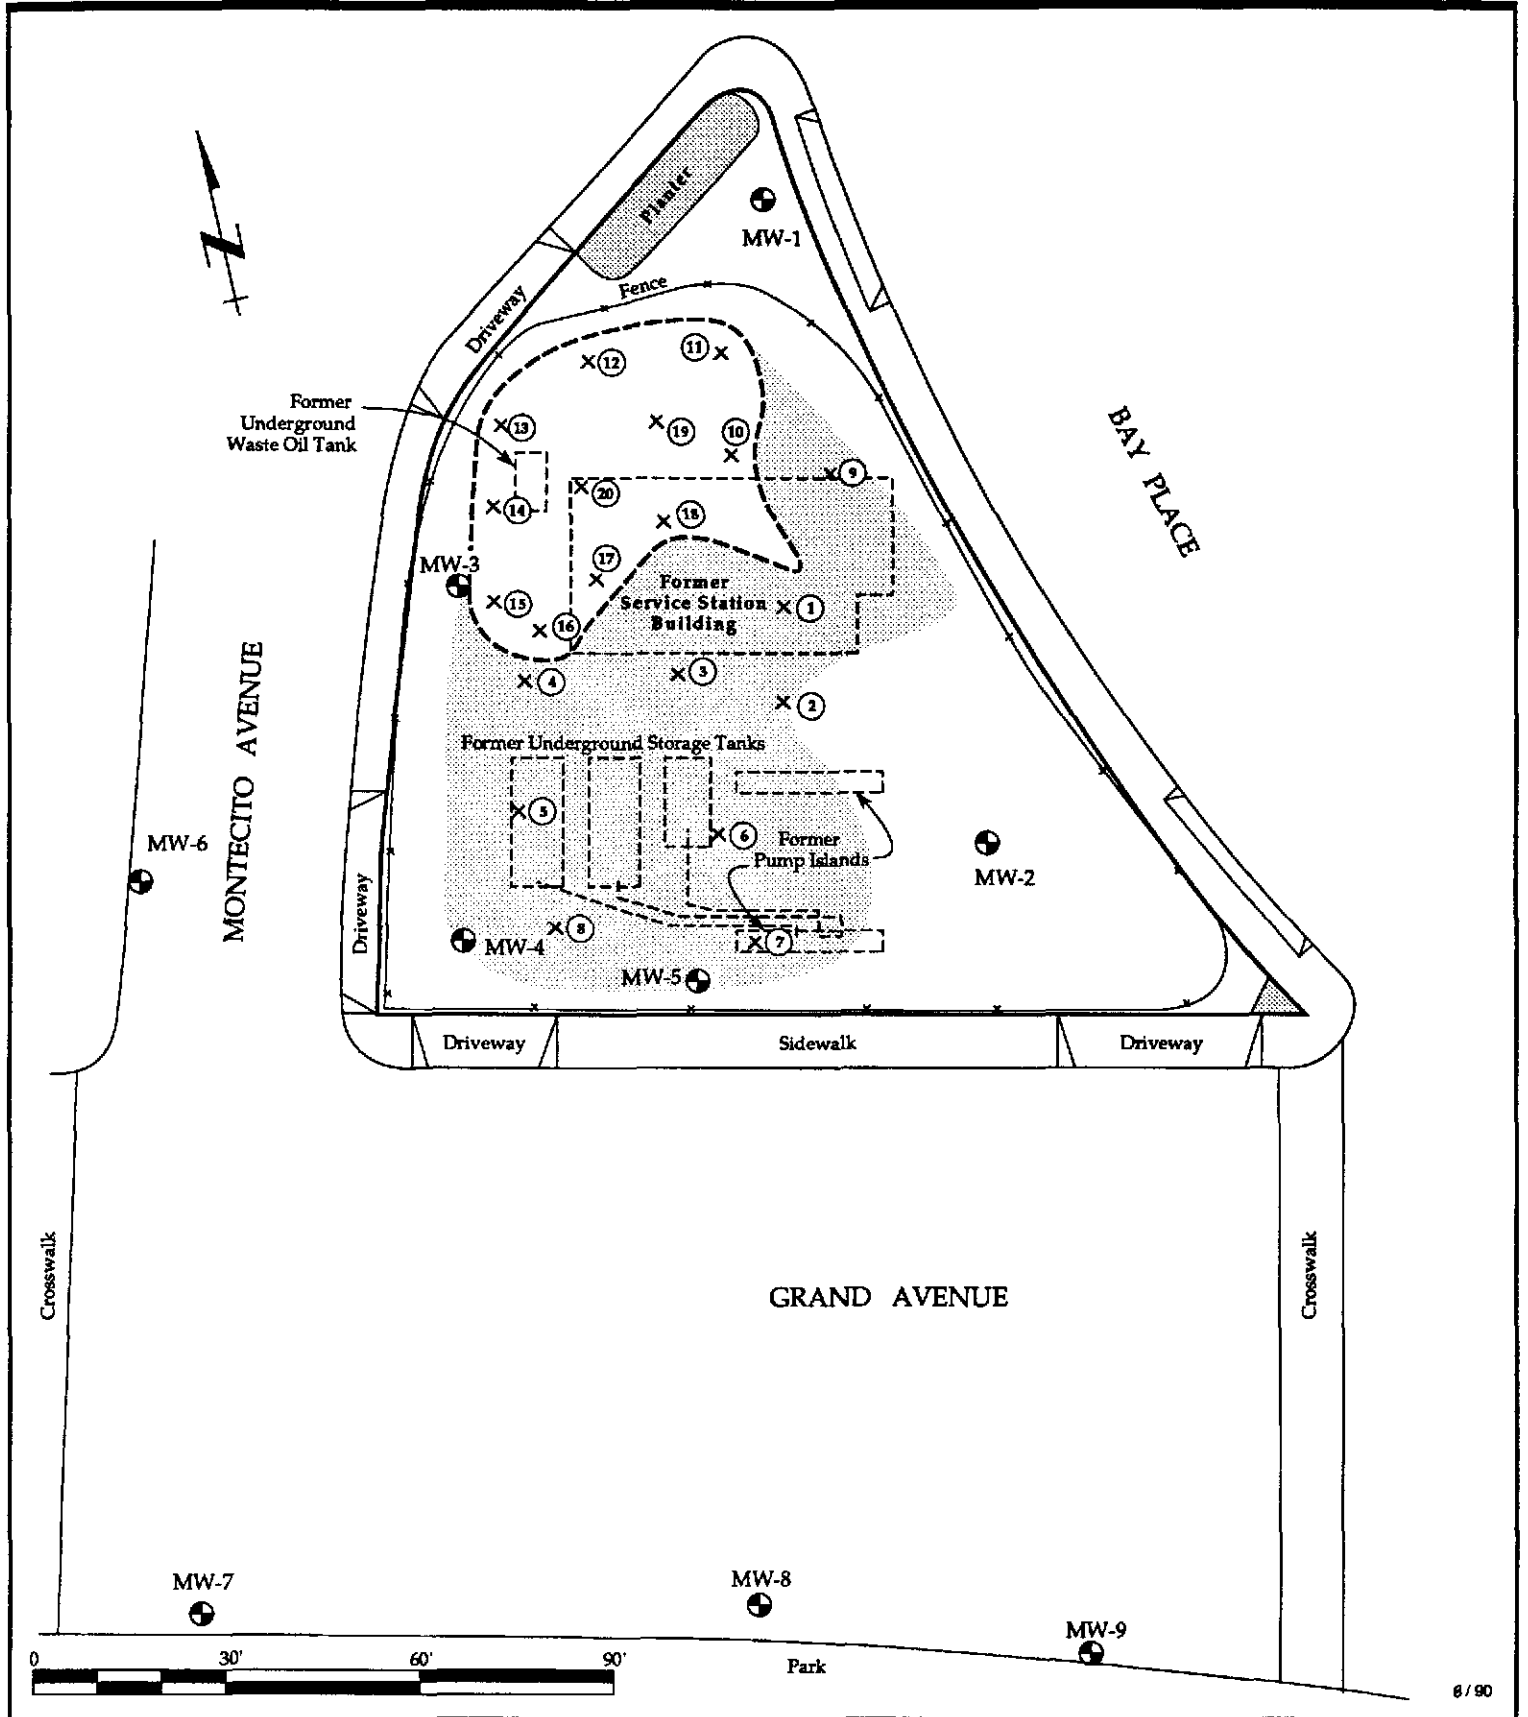 Planter
MW-1
N
Fence
Driveway
11
12
Former
Underground
Waste Oil Tank
13
19
10
BAY PLACE
9
20
14
18
MW-3
17
Former
Service Station
Building
15
1
16
3
4
2
MONTECITO AVENUE
Former Underground Storage Tanks
5
6
Former
Pump Islands
MW-6
MW-2
Driveway
8
7
MW-4
MW-5
Driveway
Sidewalk
Driveway
Crosswalk
GRAND AVENUE
Crosswalk
MW-7
MW-8
MW-9
0 30' 60' 90'
Park
6/90